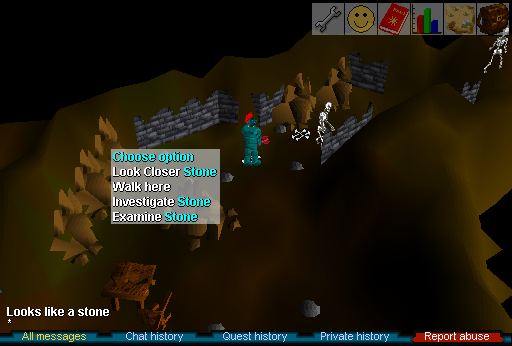 Choose option
Look Closer Stone
Walk here
Investigate Stone
Examine Stone
Looks like a stone
*
All messages Chat history Quest history Private history Report abuse